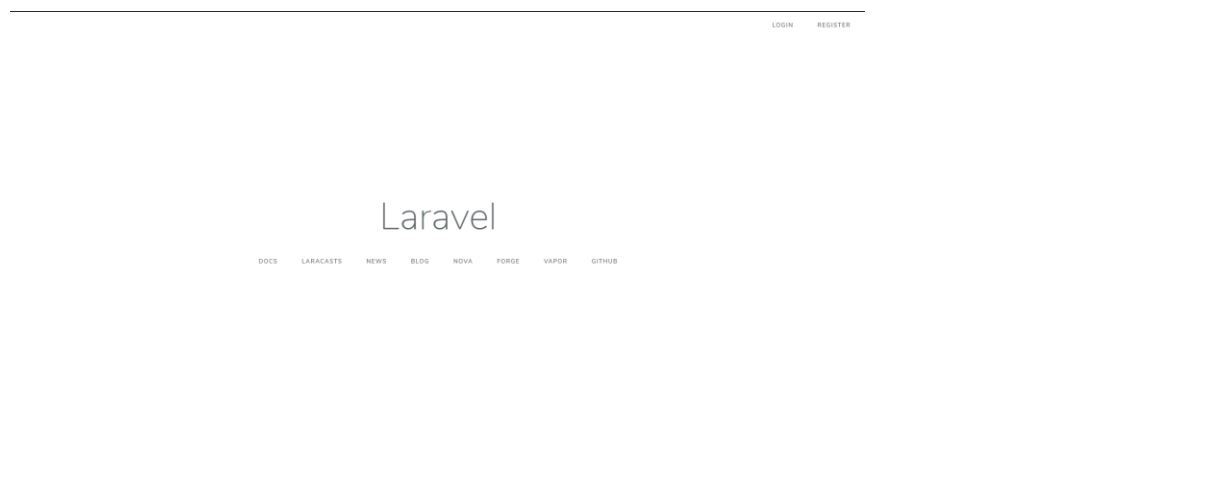 LOGIN REGISTER
Laravel
DOCS LARACASTS NEWS BLOG NOVA FORGE VAPOR GITHUB